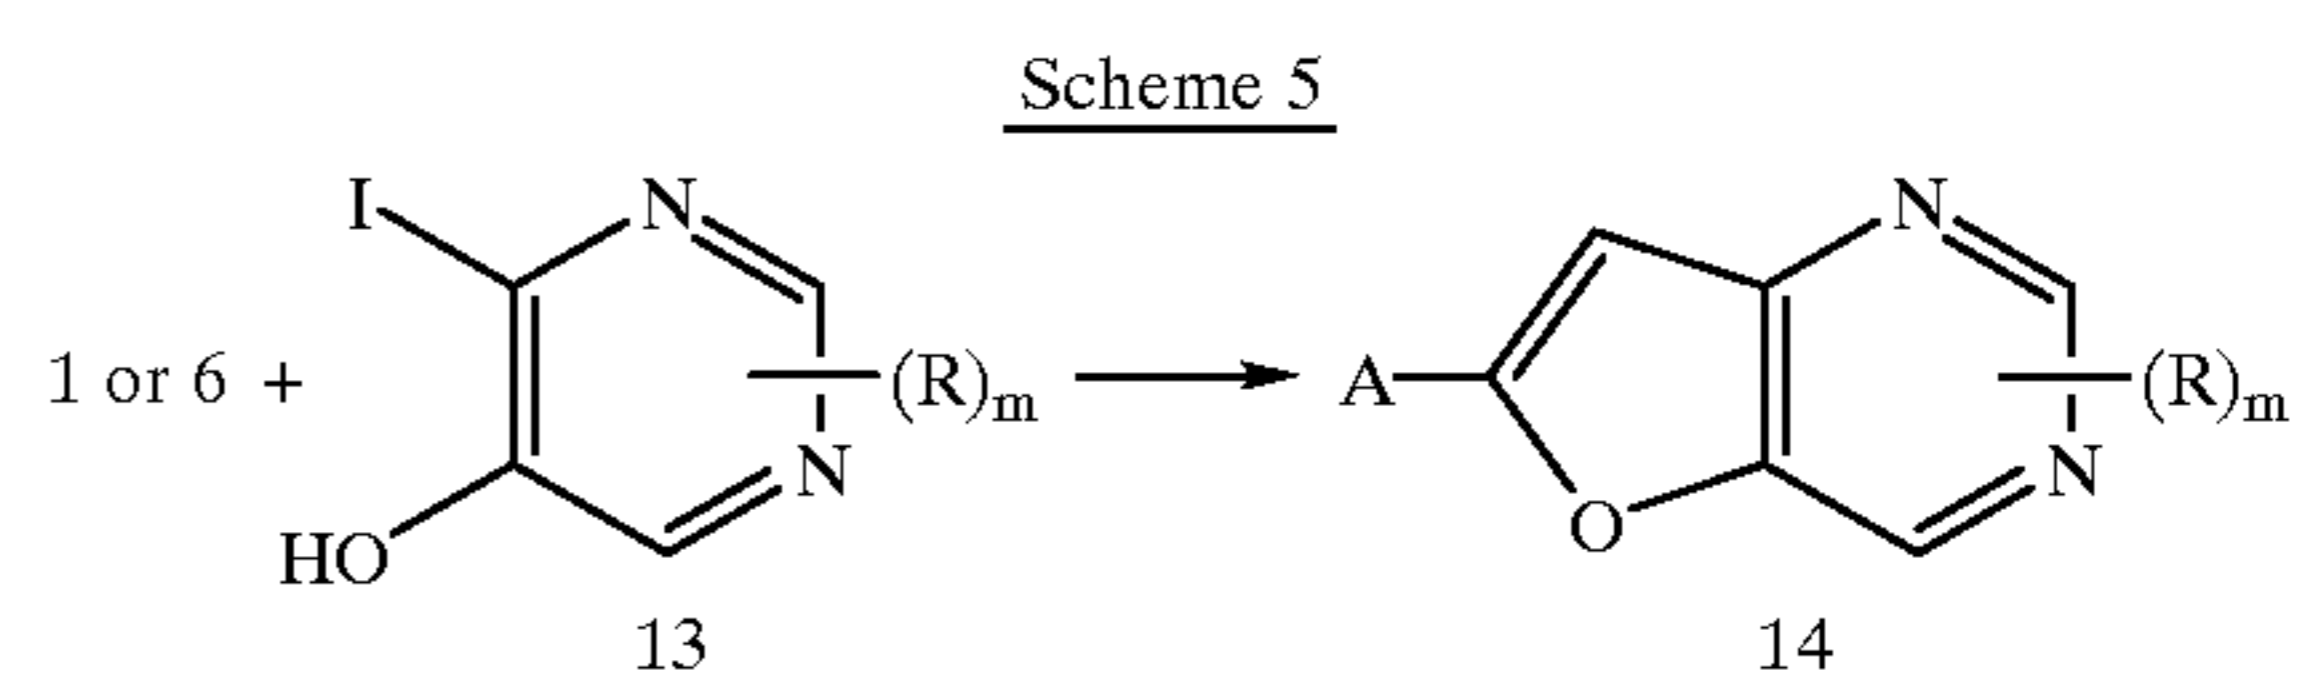 Scheme 5
I N N
1 or 6 + (R)m A (R)m
N N
HO O
13 14